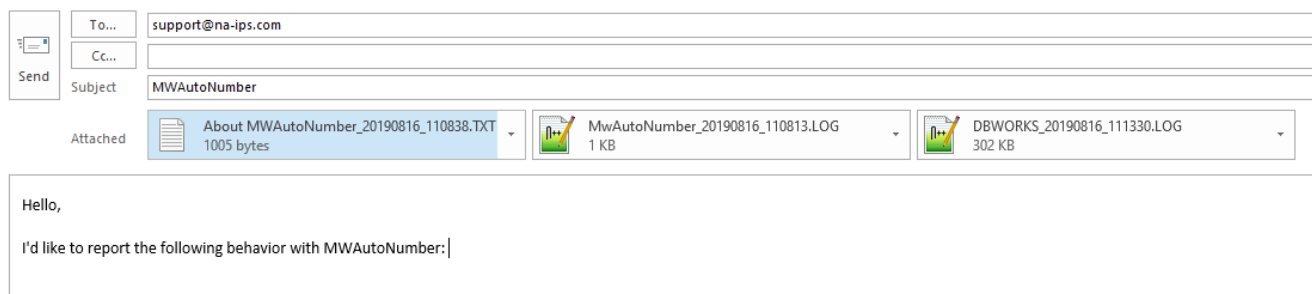 To...
support@na-ips.com
Cc...
Send
Subject
MWAutoNumber
Attached
About MWAutoNumber_20190816_110838.TXT
1005 bytes
MwAutoNumber_20190816_110813.LOG
1 KB
DBWORKS_20190816_111330.LOG
302 KB
Hello,
I'd like to report the following behavior with MWAutoNumber: